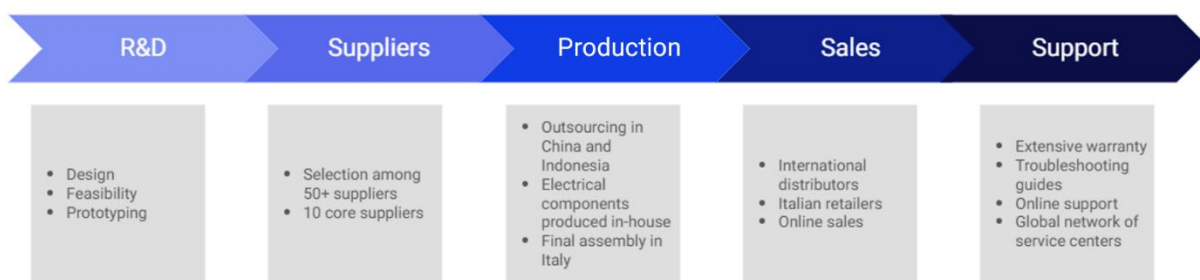 R&D
Suppliers
Production
Sales
Support
• Design
• Feasibility
• Prototyping
• Selection among
50+ suppliers
• 10 core suppliers
• Outsourcing in
China and
Indonesia
• Electrical
components
produced in-house
• Final assembly in
Italy
• International
distributors
• Italian retailers
• Online sales
• Extensive warranty
• Troubleshooting
guides
• Online support
• Global network of
service centers